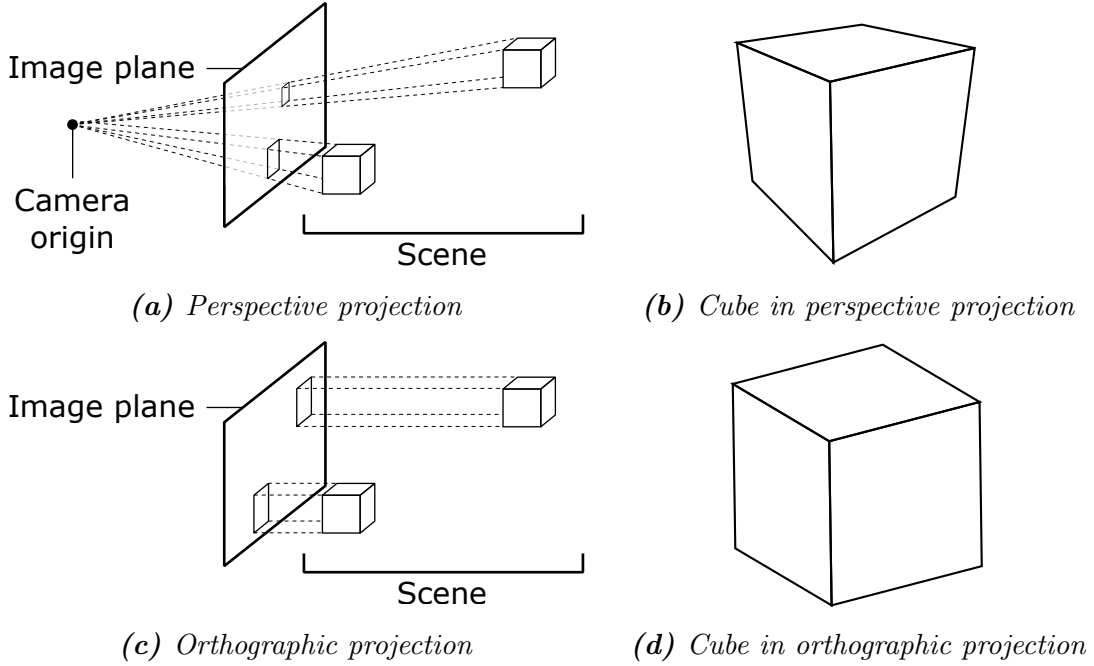 Image plane
Camera
origin
Scene
(a) Perspective projection
(b) Cube in perspective projection
Image plane
Scene
(c) Orthographic projection
(d) Cube in orthographic projection